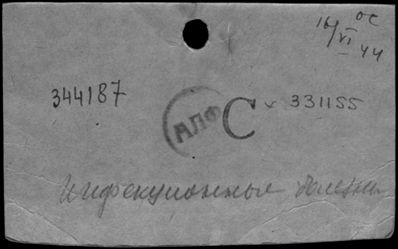 16/VI 44 ОС
344187
АЛФ
С × 331155
Инфекционные болезни